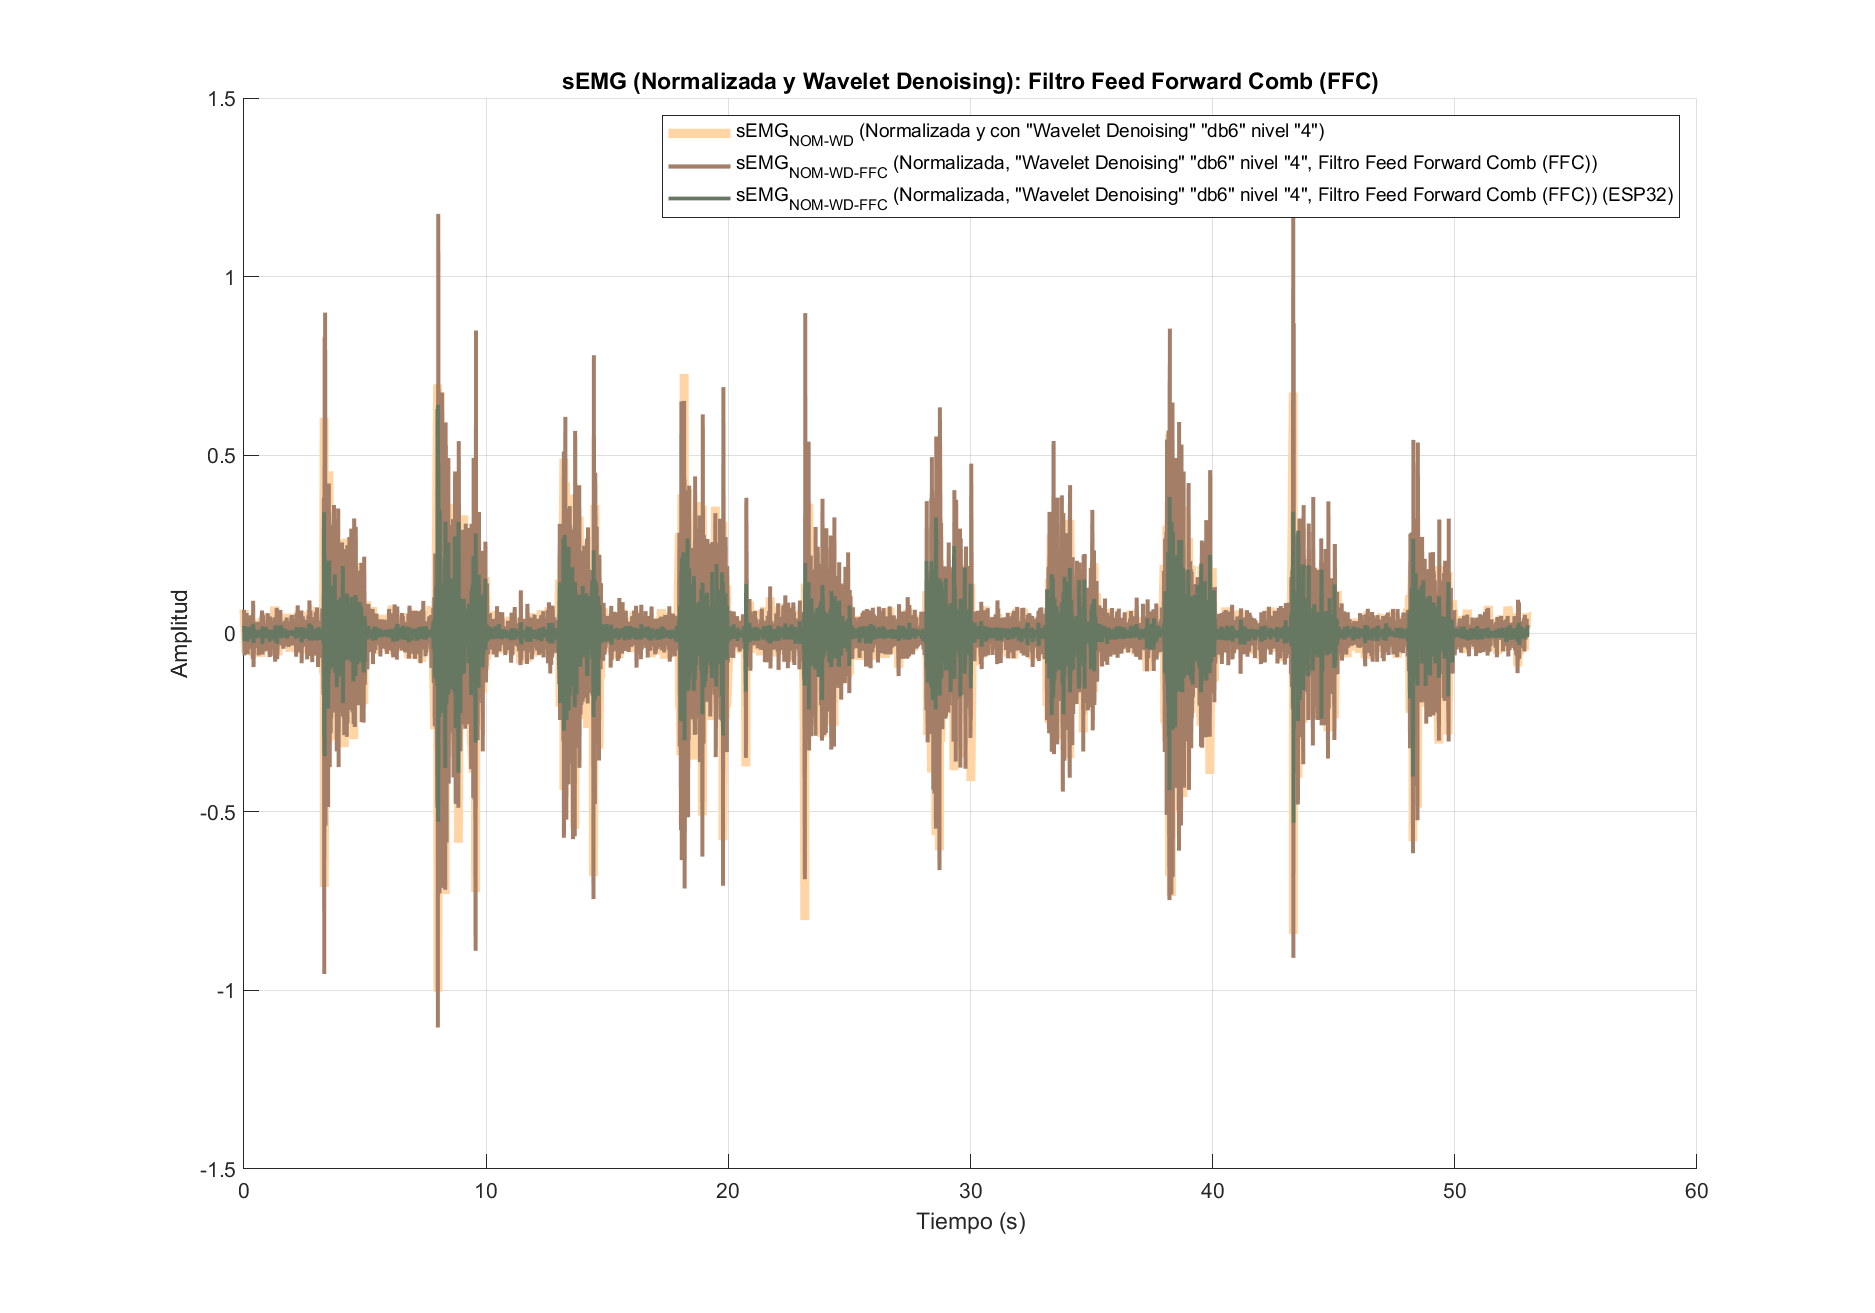 sEMG (Normalizada y Wavelet Denoising): Filtro Feed Forward Comb (FFC)
sEMG_NOM-WD (Normalizada y con "Wavelet Denoising" "db6" nivel "4")
sEMG_NOM-WD-FFC (Normalizada, "Wavelet Denoising" "db6" nivel "4", Filtro Feed Forward Comb (FFC))
sEMG_NOM-WD-FFC (Normalizada, "Wavelet Denoising" "db6" nivel "4", Filtro Feed Forward Comb (FFC)) (ESP32)
1.5
1
0.5
0
-0.5
-1
-1.5
Amplitud
0 10 20 30 40 50 60
Tiempo (s)